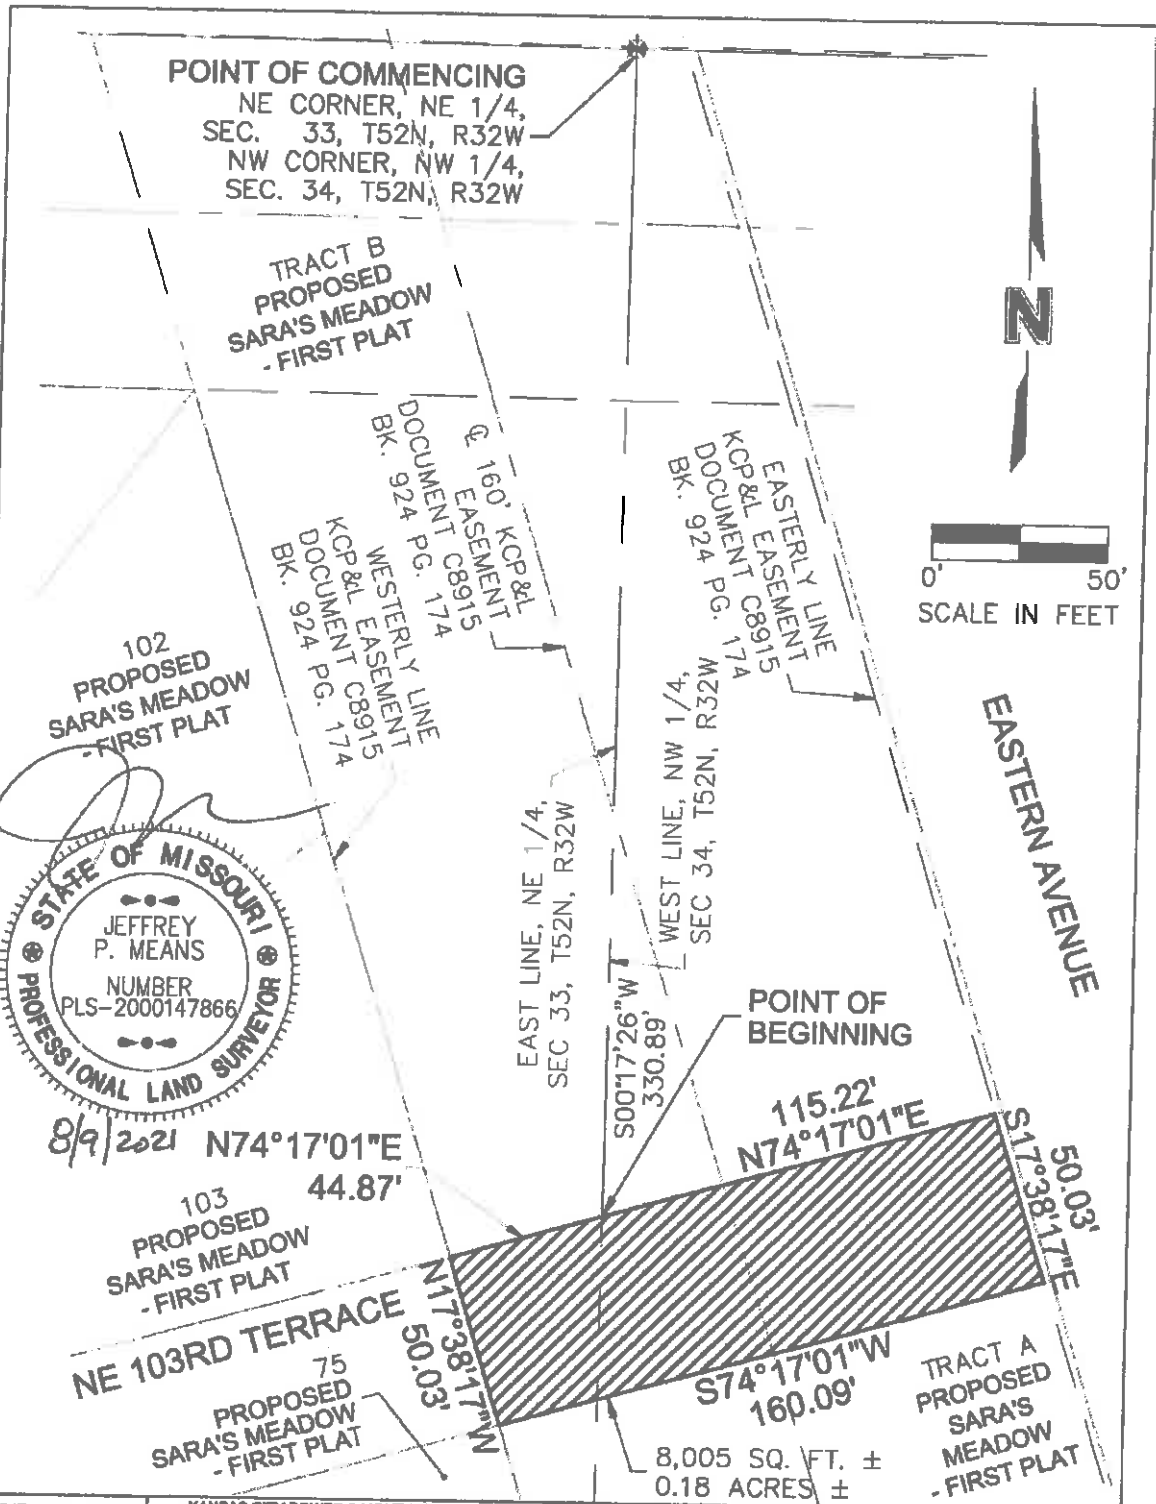 POINT OF COMMENCING
NE CORNER, NE 1/4,
SEC. 33, T52N, R32W
NW CORNER, NW 1/4,
SEC. 34, T52N, R32W
TRACT B
PROPOSED
SARA'S MEADOW
- FIRST PLAT
N
0' 50'
SCALE IN FEET
℄ 160' KCP&L
EASEMENT
DOCUMENT C8915
BK. 924 PG. 174
WESTERLY LINE
KCP&L EASEMENT
DOCUMENT C8915
BK. 924 PG. 174
EASTERLY LINE
KCP&L EASEMENT
DOCUMENT C8915
BK. 924 PG. 174
102
PROPOSED
SARA'S MEADOW
- FIRST PLAT
EASTERN AVENUE
EAST LINE, NE 1/4,
SEC 33, T52N, R32W
WEST LINE, NW 1/4,
SEC 34, T52N, R32W
S00°17'26"W
330.89'
STATE OF MISSOURI
JEFFREY
P. MEANS
NUMBER
PLS-2000147866
PROFESSIONAL LAND SURVEYOR
8/9/2021
POINT OF
BEGINNING
N74°17'01"E
44.87'
115.22'
N74°17'01"E
S17°38'17"E
50.03'
103
PROPOSED
SARA'S MEADOW
- FIRST PLAT
NE 103RD TERRACE
N17°38'17"W
50.03'
75
PROPOSED
SARA'S MEADOW
- FIRST PLAT
S74°17'01"W
160.09'
TRACT A
PROPOSED
SARA'S
MEADOW
- FIRST PLAT
8,005 SQ. FT. ±
0.18 ACRES ±